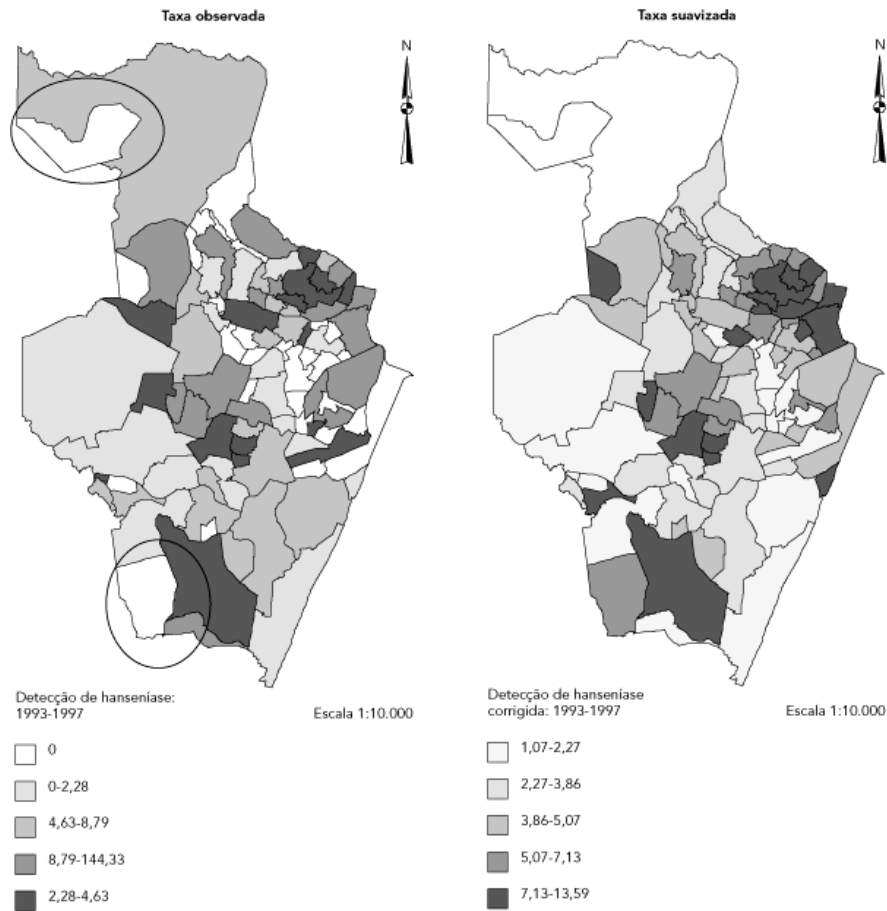 Taxa observada
N
Detecção de hanseníase:
1993-1997
Escala 1:10.000
0
0-2,28
4,63-8,79
8,79-144,33
2,28-4,63
Taxa suavizada
N
Detecção de hanseníase
corrigida: 1993-1997
Escala 1:10.000
1,07-2,27
2,27-3,86
3,86-5,07
5,07-7,13
7,13-13,59